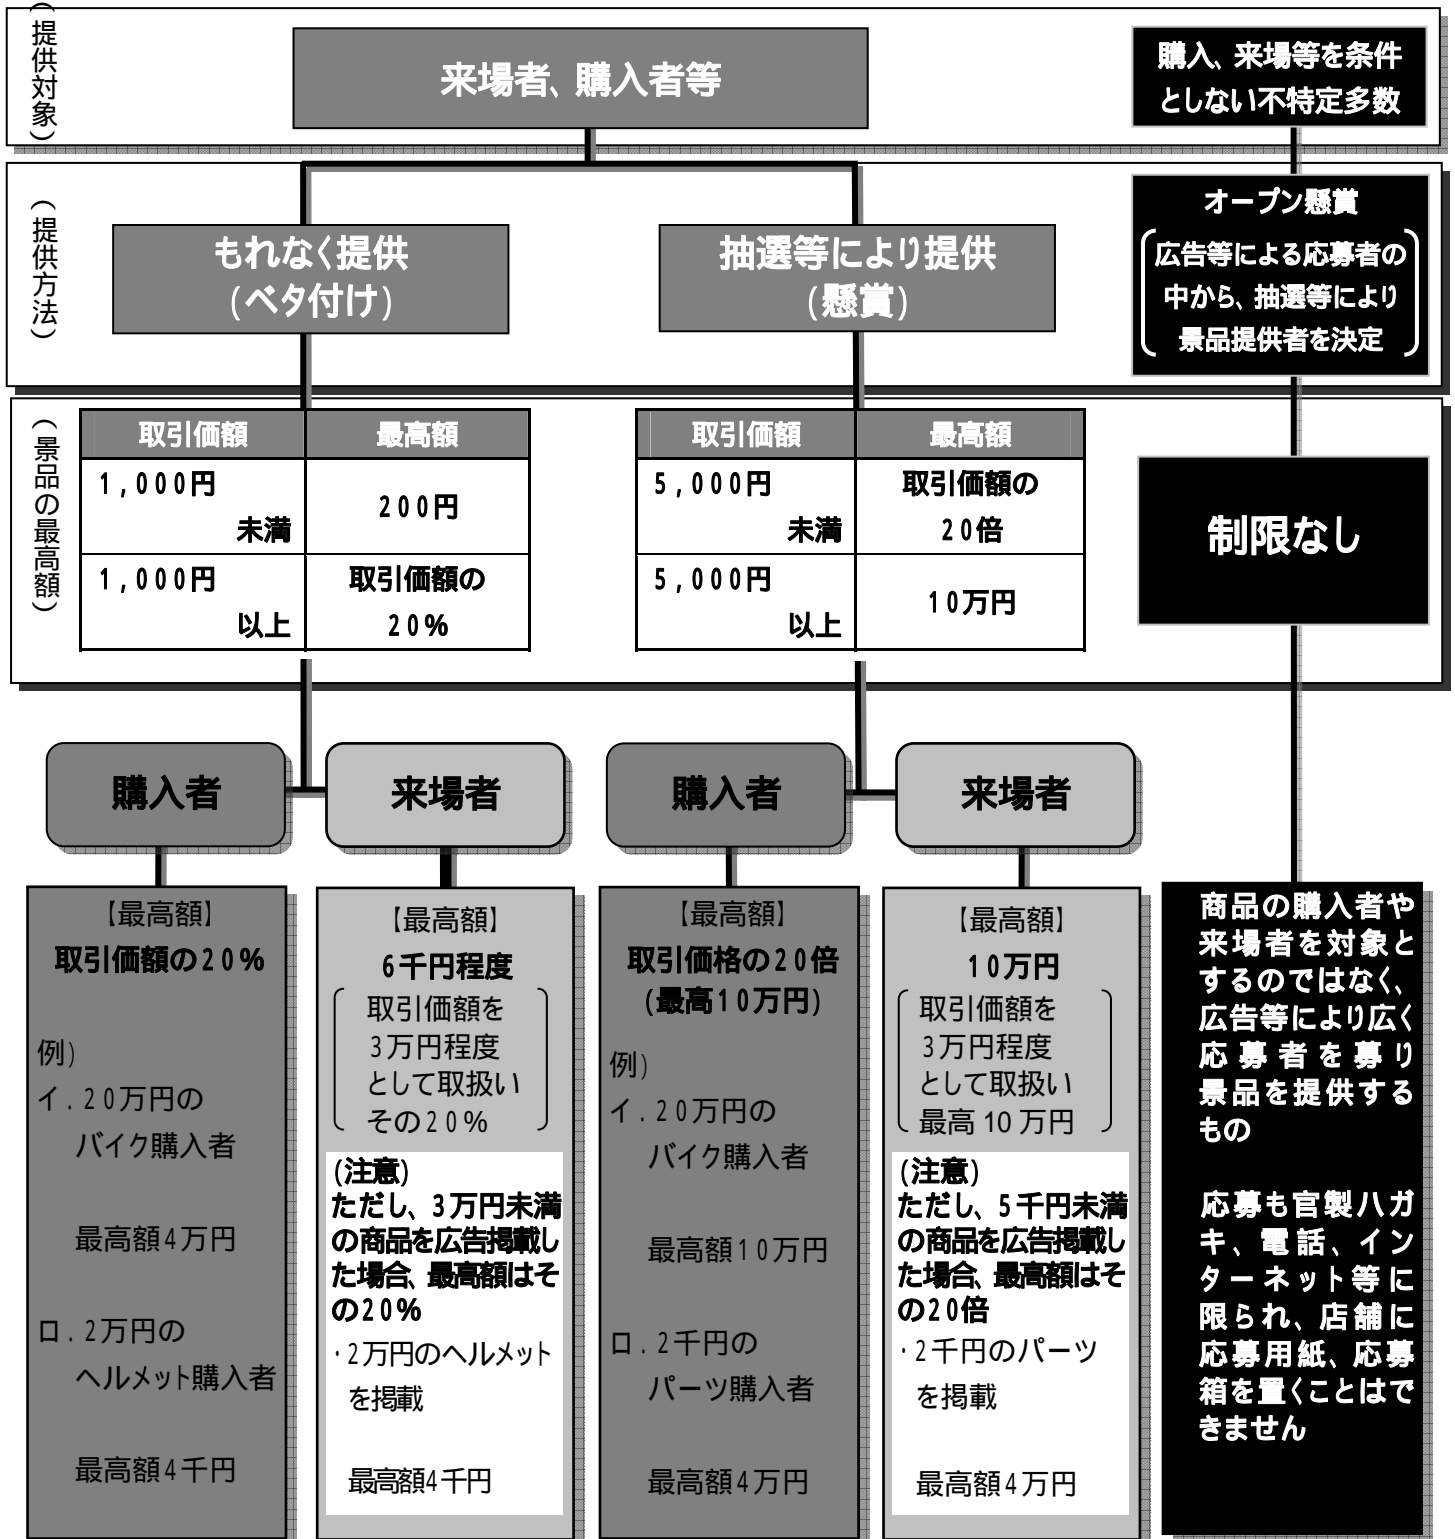 （提供対象）
来場者、購入者等
購入、来場等を条件
としない不特定多数
（提供方法）
もれなく提供
(ベタ付け)
抽選等により提供
(懸賞)
オープン懸賞
広告等による応募者の
中から、抽選等により
景品提供者を決定
（景品の最高額）
取引価額
最高額
1,000円
未満
200円
1,000円
以上
取引価額の
20%
取引価額
最高額
5,000円
未満
取引価額の
20倍
5,000円
以上
10万円
制限なし
購入者
【最高額】
取引価額の20%
例)
イ.20万円の
バイク購入者
最高額4万円
ロ.2万円の
ヘルメット購入者
最高額4千円
来場者
【最高額】
6千円程度
取引価額を
3万円程度
として取扱い
その20%
(注意)
ただし、3万円未満
の商品を広告掲載し
た場合、最高額はそ
の20%
・2万円のヘルメット
を掲載
最高額4千円
購入者
【最高額】
取引価格の20倍
(最高10万円)
例)
イ.20万円の
バイク購入者
最高額10万円
ロ.2千円の
パーツ購入者
最高額4万円
来場者
【最高額】
10万円
取引価額を
3万円程度
として取扱い
最高10万円
(注意)
ただし、5千円未満
の商品を広告掲載し
た場合、最高額はそ
の20倍
・2千円のパーツ
を掲載
最高額4万円
商品の購入者や
来場者を対象と
するのではなく、
広告等により広く
応募者を募り
景品を提供する
もの
応募も官製ハガ
キ、電話、イン
ターネット等に
限られ、店舗に
応募用紙、応募
箱を置くことはで
きません